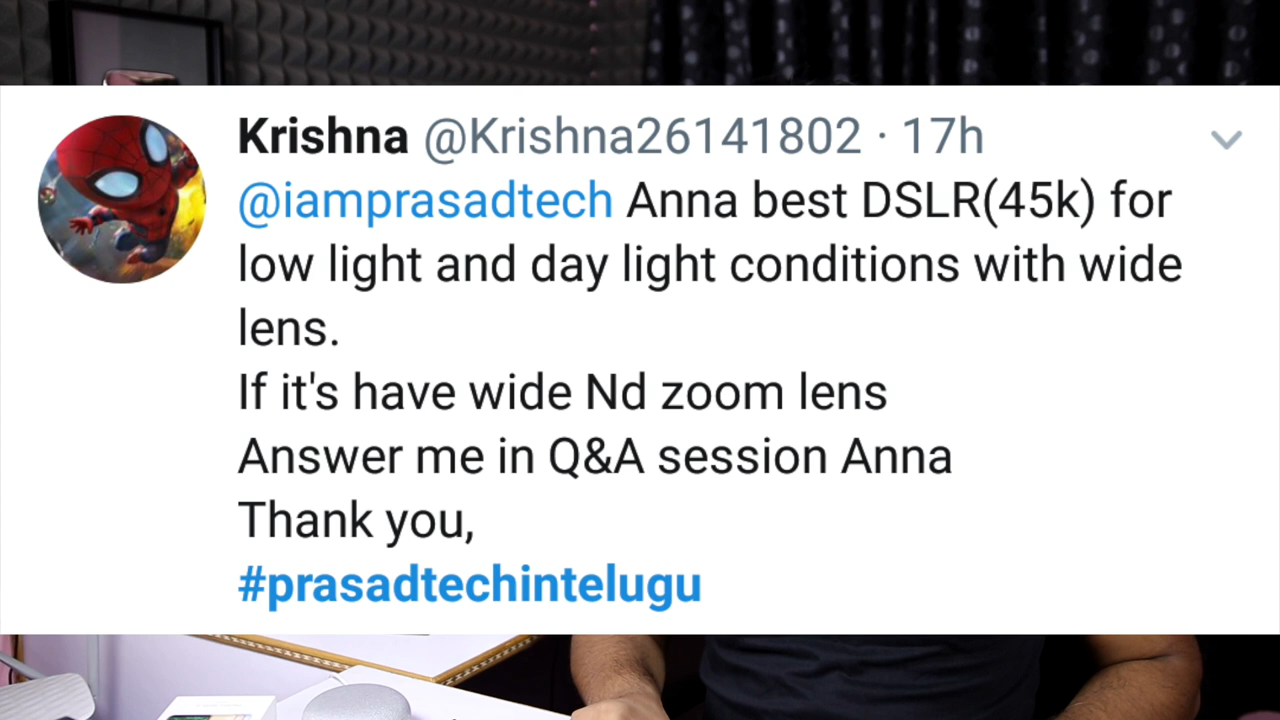 Krishna @Krishna26141802 · 17h
@iamprasadtech Anna best DSLR(45k) for
low light and day light conditions with wide
lens.
If it's have wide Nd zoom lens
Answer me in Q&A session Anna
Thank you,
#prasadtechintelugu